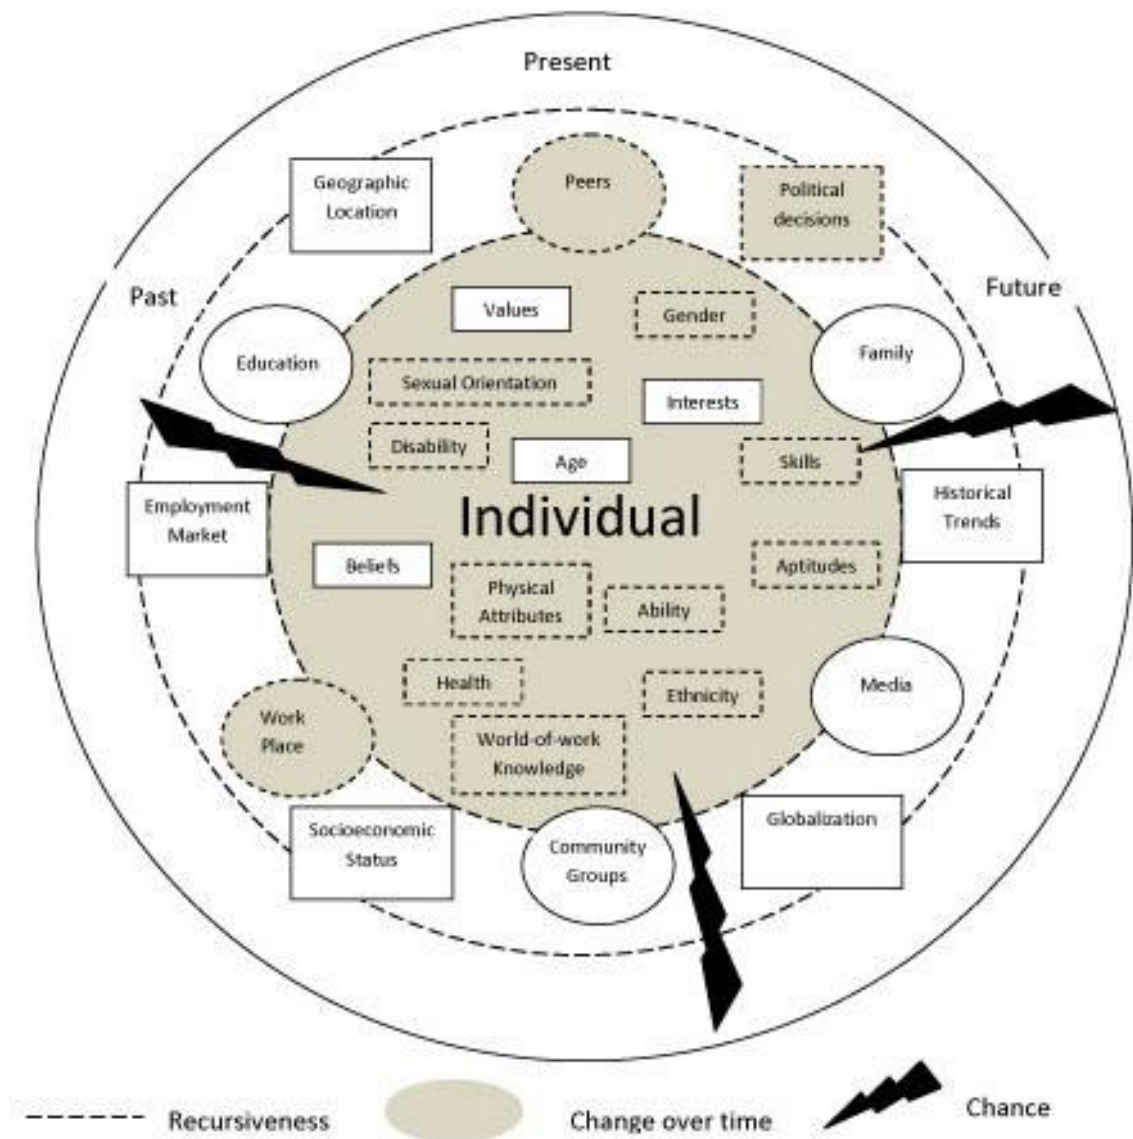 Present
Geographic
Location
Peers
Political
decisions
Past
Future
Values
Gender
Education
Family
Sexual Orientation
Interests
Disability
Age
Skills
Employment
Market
Individual
Historical
Trends
Beliefs
Physical
Attributes
Ability
Aptitudes
Health
Ethnicity
Media
Work
Place
World-of-work
Knowledge
Socioeconomic
Status
Community
Groups
Globalization
Recursiveness
Change over time
Chance